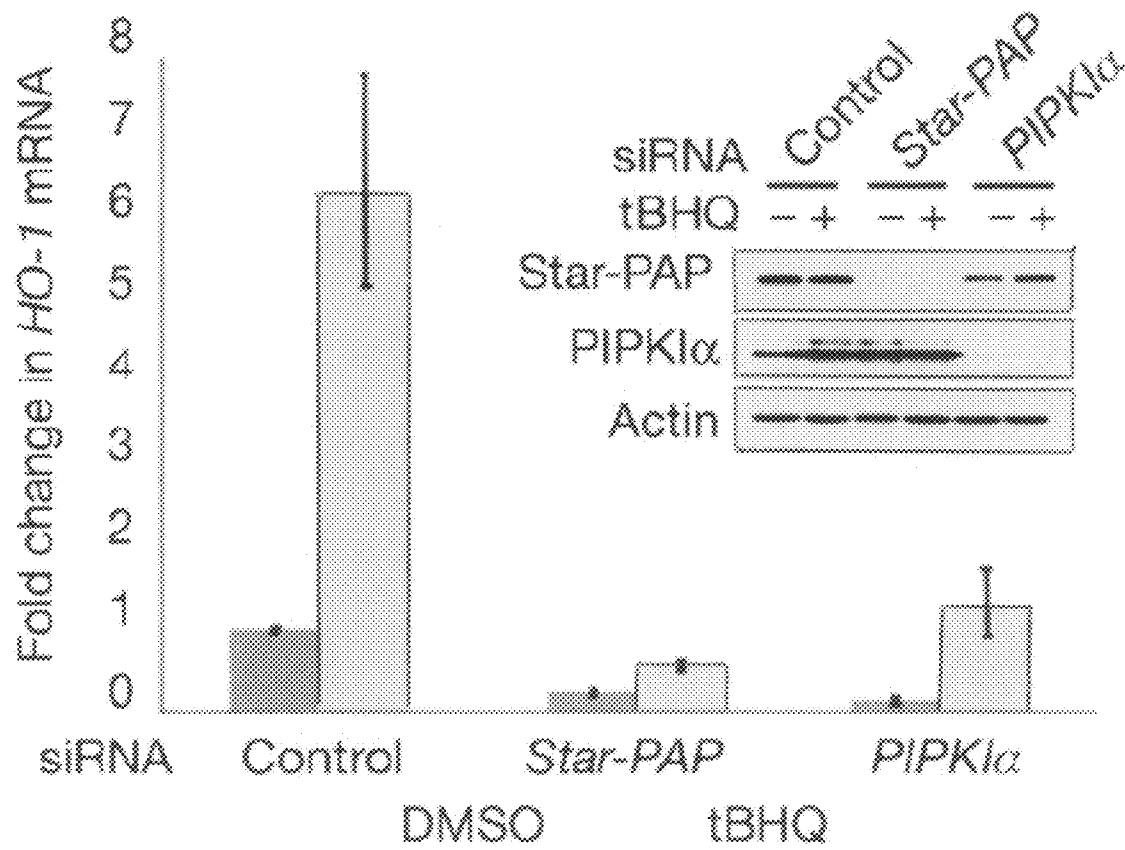 Fold change in HO-1 mRNA
8
7
6
5
4
3
2
1
0
siRNA Control Star-PAP PIPKIα
tBHQ − + − + − +
Star-PAP
PIPKIα
Actin
siRNA Control Star-PAP PIPKIα
DMSO tBHQ